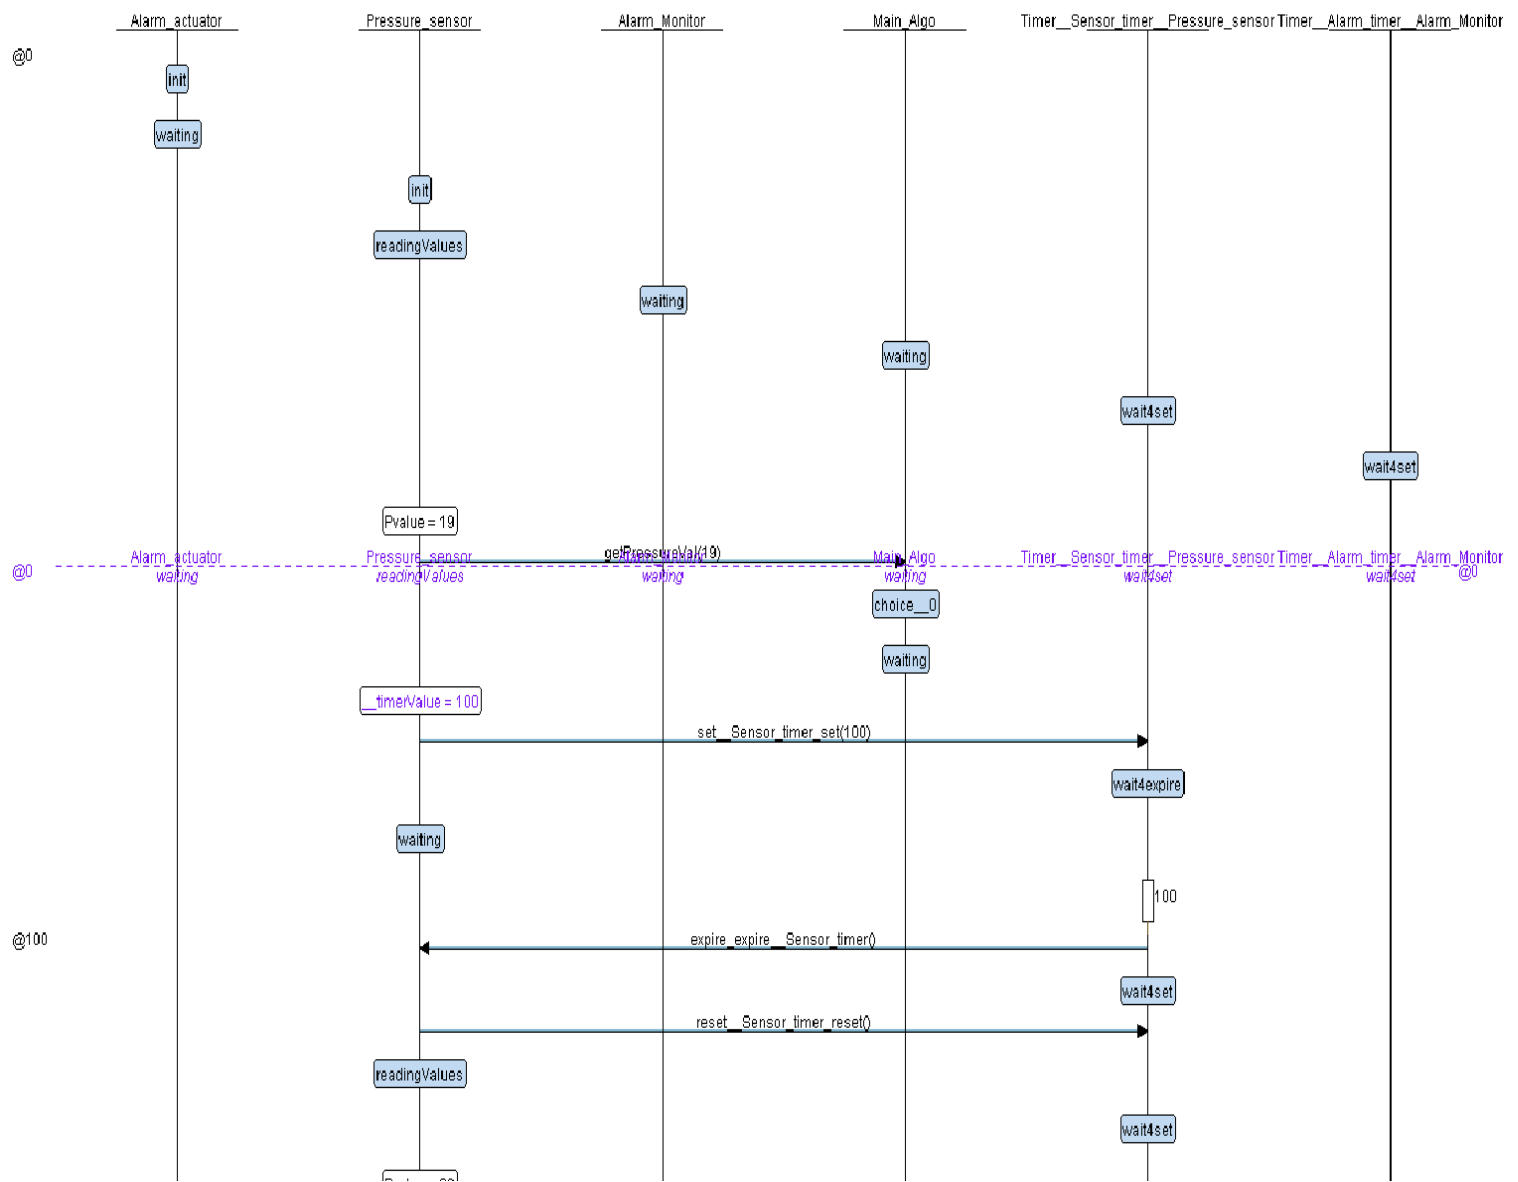 Alarm_actuator Pressure_sensor Alarm_Monitor Main_Algo Timer__Sensor_timer__Pressure_sensor Timer__Alarm_timer__Alarm_Monitor
@0
init
waiting
init
readingValues
waiting
waiting
wait4set
wait4set
Pvalue = 19
getPressureVal(19)
Alarm_actuator Pressure_sensor Alarm_Monitor Main_Algo Timer__Sensor_timer__Pressure_sensor Timer__Alarm_timer__Alarm_Monitor
@0 waiting readingValues waiting waiting wait4set wait4set @0
choice__0
waiting
__timerValue = 100
set__Sensor_timer_set(100)
wait4expire
waiting
100
@100
expire_expire__Sensor_timer()
wait4set
reset__Sensor_timer_reset()
readingValues
wait4set